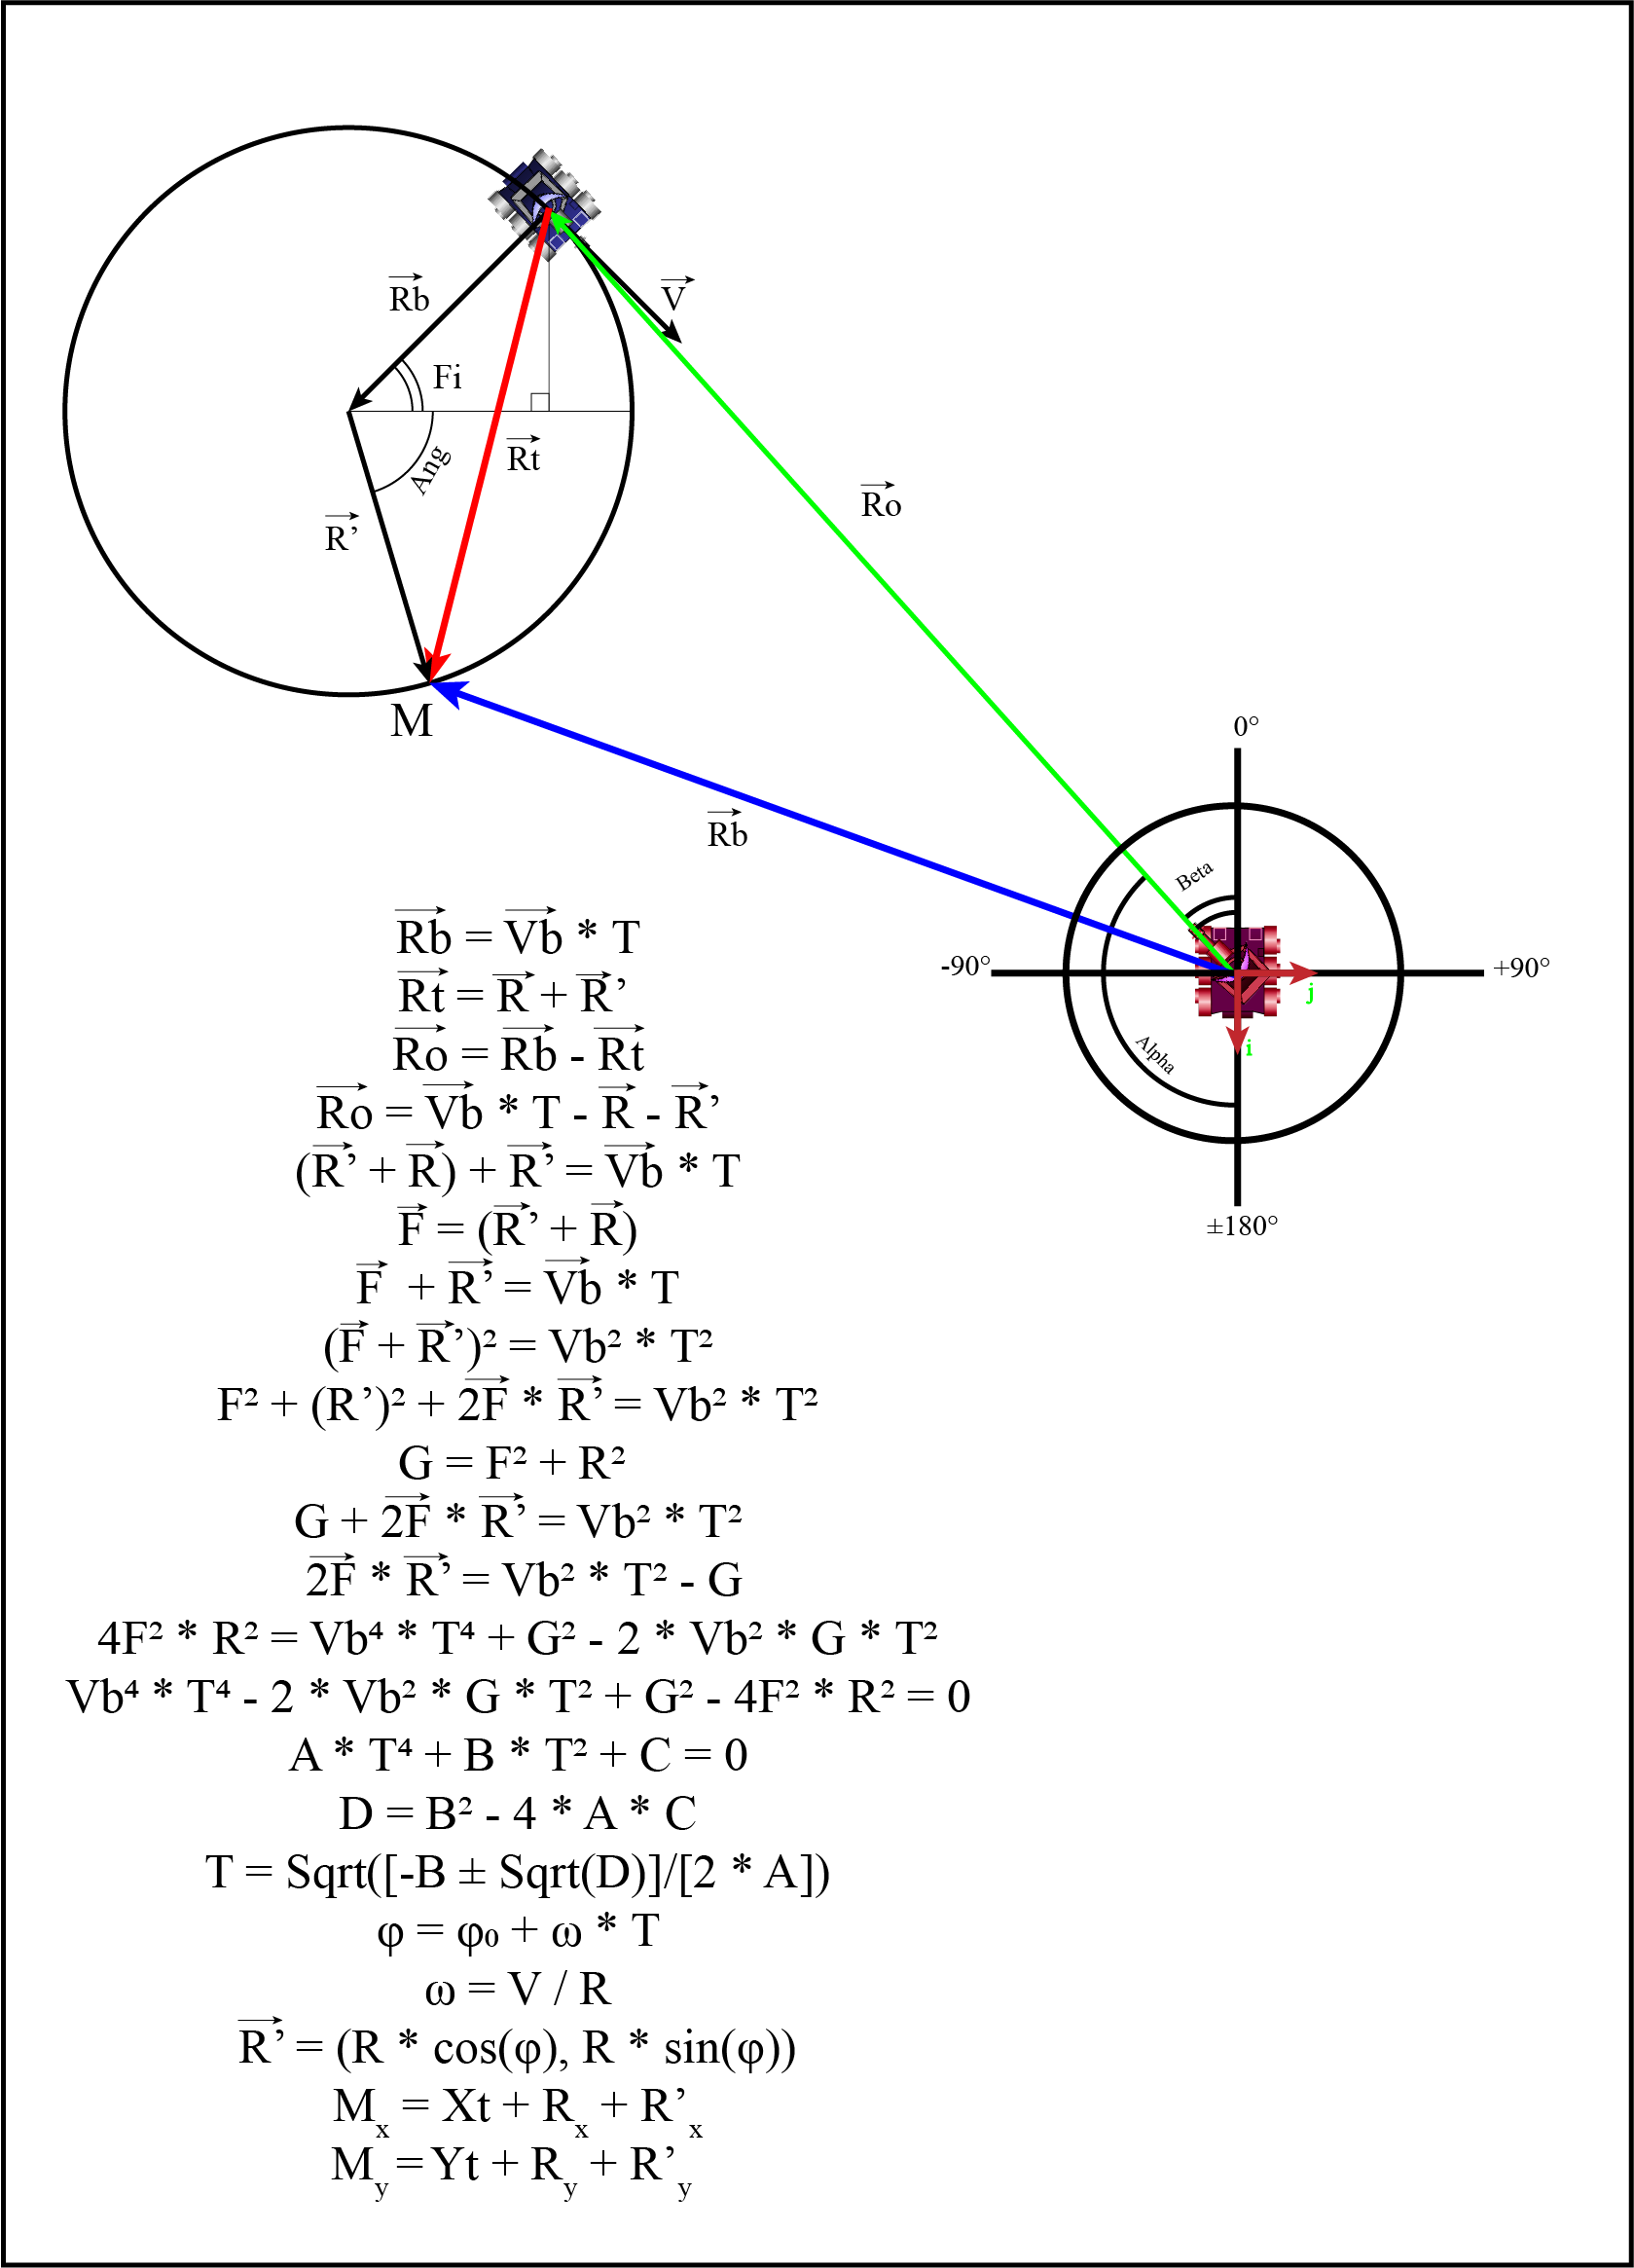 Rb
V
Fi
Rt
Ang
R’
Ro
M
Rb
0°
Beta
-90°
+90°
j
i
Alpha
±180°
Rb = Vb * T
Rt = R + R’
Ro = Rb - Rt
Ro = Vb * T - R - R’
(R’ + R) + R’ = Vb * T
F = (R’ + R)
F + R’ = Vb * T
(F + R’)² = Vb² * T²
F² + (R’)² + 2F * R’ = Vb² * T²
G = F² + R²
G + 2F * R’ = Vb² * T²
2F * R’ = Vb² * T² - G
4F² * R² = Vb⁴ * T⁴ + G² - 2 * Vb² * G * T²
Vb⁴ * T⁴ - 2 * Vb² * G * T² + G² - 4F² * R² = 0
A * T⁴ + B * T² + C = 0
D = B² - 4 * A * C
T = Sqrt([-B ± Sqrt(D)]/[2 * A])
φ = φ₀ + ω * T
ω = V / R
R’ = (R * cos(φ), R * sin(φ))
Mx = Xt + Rx + R’x
My = Yt + Ry + R’y